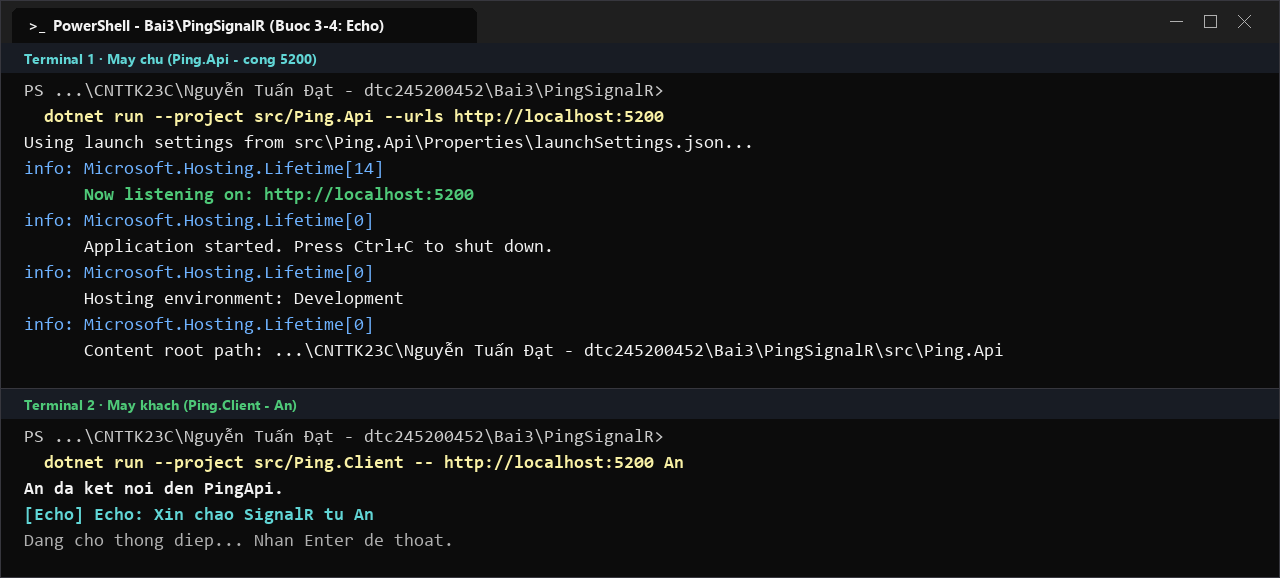 >_ PowerShell - Bai3\PingSignalR (Buoc 3-4: Echo)
Terminal 1 · May chu (Ping.Api - cong 5200)
PS ...\CNTTK23C\Nguyễn Tuấn Đạt - dtc245200452\Bai3\PingSignalR>
dotnet run --project src/Ping.Api --urls http://localhost:5200
Using launch settings from src\Ping.Api\Properties\launchSettings.json...
info: Microsoft.Hosting.Lifetime[14]
Now listening on: http://localhost:5200
info: Microsoft.Hosting.Lifetime[0]
Application started. Press Ctrl+C to shut down.
info: Microsoft.Hosting.Lifetime[0]
Hosting environment: Development
info: Microsoft.Hosting.Lifetime[0]
Content root path: ...\CNTTK23C\Nguyễn Tuấn Đạt - dtc245200452\Bai3\PingSignalR\src\Ping.Api
Terminal 2 · May khach (Ping.Client - An)
PS ...\CNTTK23C\Nguyễn Tuấn Đạt - dtc245200452\Bai3\PingSignalR>
dotnet run --project src/Ping.Client -- http://localhost:5200 An
An da ket noi den PingApi.
[Echo] Echo: Xin chao SignalR tu An
Dang cho thong diep... Nhan Enter de thoat.